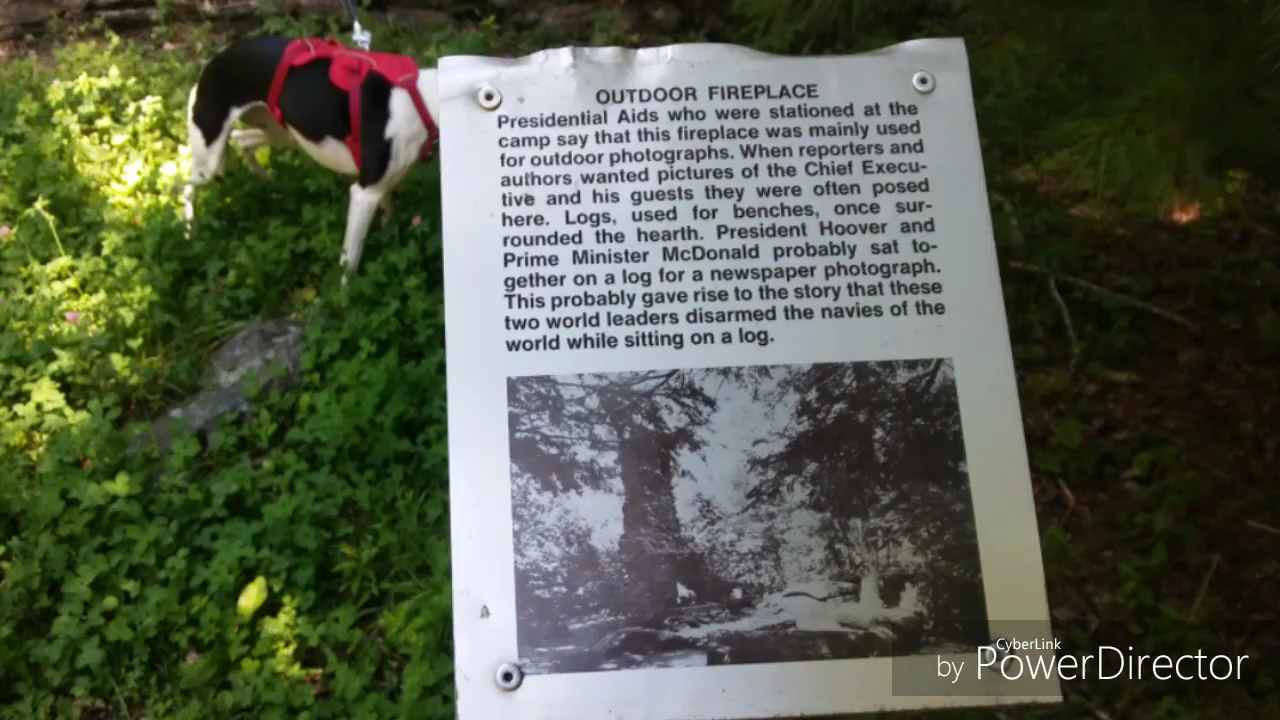 OUTDOOR FIREPLACE
Presidential Aids who were stationed at the
camp say that this fireplace was mainly used
for outdoor photographs. When reporters and
authors wanted pictures of the Chief Execu-
tive and his guests they were often posed
here. Logs, used for benches, once sur-
rounded the hearth. President Hoover and
Prime Minister McDonald probably sat to-
gether on a log for a newspaper photograph.
This probably gave rise to the story that these
two world leaders disarmed the navies of the
world while sitting on a log.
CyberLink
by PowerDirector